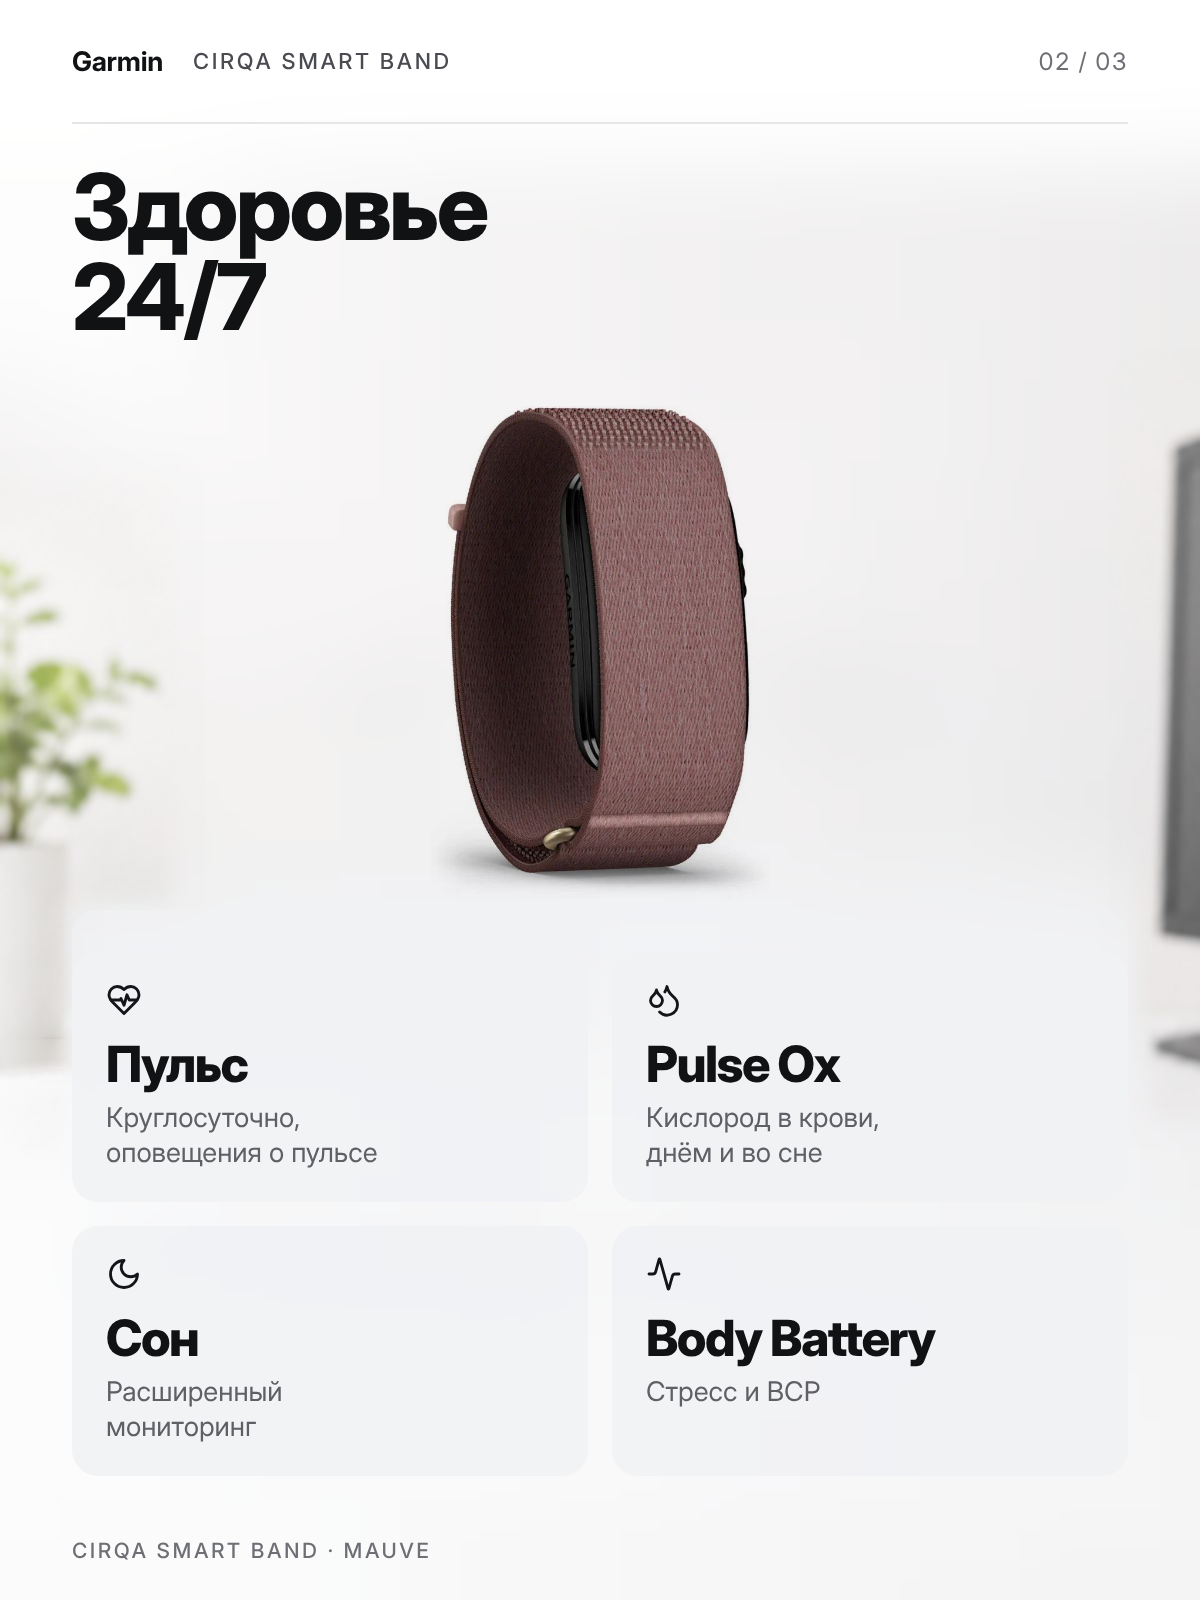 Garmin CIRQA SMART BAND 02 / 03
Здоровье
24/7
GARMIN
Пульс
Круглосуточно,
оповещения о пульсе
Pulse Ox
Кислород в крови,
днём и во сне
Сон
Расширенный
мониторинг
Body Battery
Стресс и ВСР
CIRQA SMART BAND · MAUVE